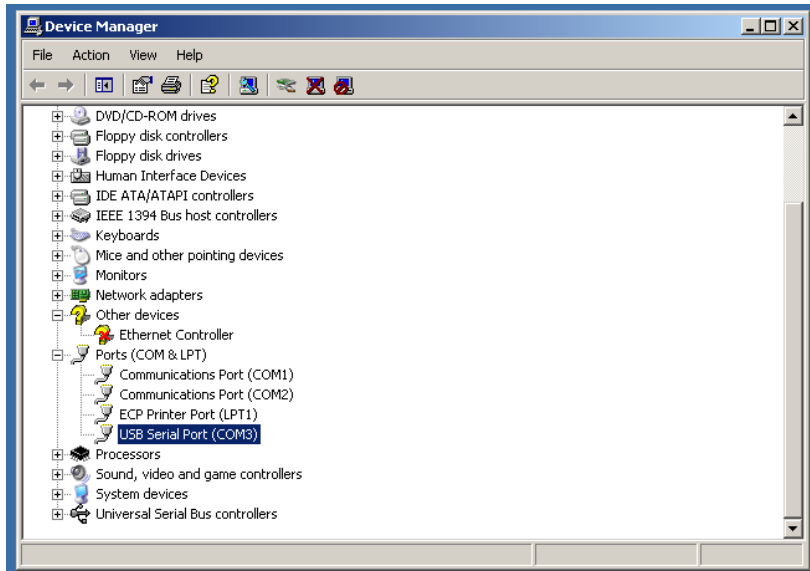 Device Manager
File Action View Help
DVD/CD-ROM drives
Floppy disk controllers
Floppy disk drives
Human Interface Devices
IDE ATA/ATAPI controllers
IEEE 1394 Bus host controllers
Keyboards
Mice and other pointing devices
Monitors
Network adapters
Other devices
Ethernet Controller
Ports (COM & LPT)
Communications Port (COM1)
Communications Port (COM2)
ECP Printer Port (LPT1)
USB Serial Port (COM3)
Processors
Sound, video and game controllers
System devices
Universal Serial Bus controllers